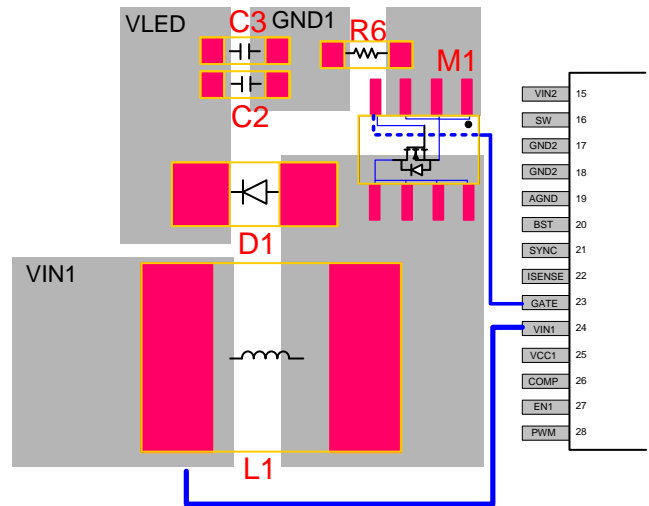 VLED
C3
GND1
R6
C2
M1
D1
VIN1
L1
VIN2 15
SW 16
GND2 17
GND2 18
AGND 19
BST 20
SYNC 21
ISENSE 22
GATE 23
VIN1 24
VCC1 25
COMP 26
EN1 27
PWM 28